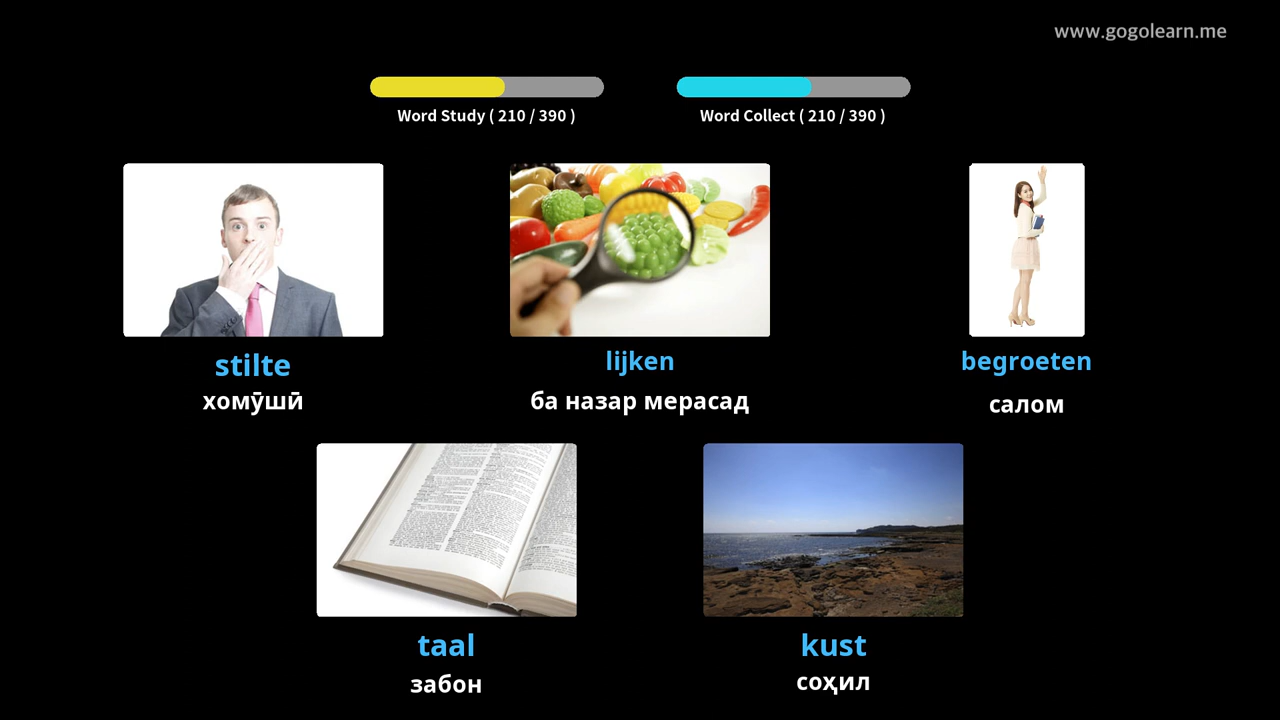 www.gogolearn.me
Word Study ( 210 / 390 )
Word Collect ( 210 / 390 )
stilte
хомӯшӣ
lijken
ба назар мерасад
begroeten
салом
taal
забон
kust
соҳил